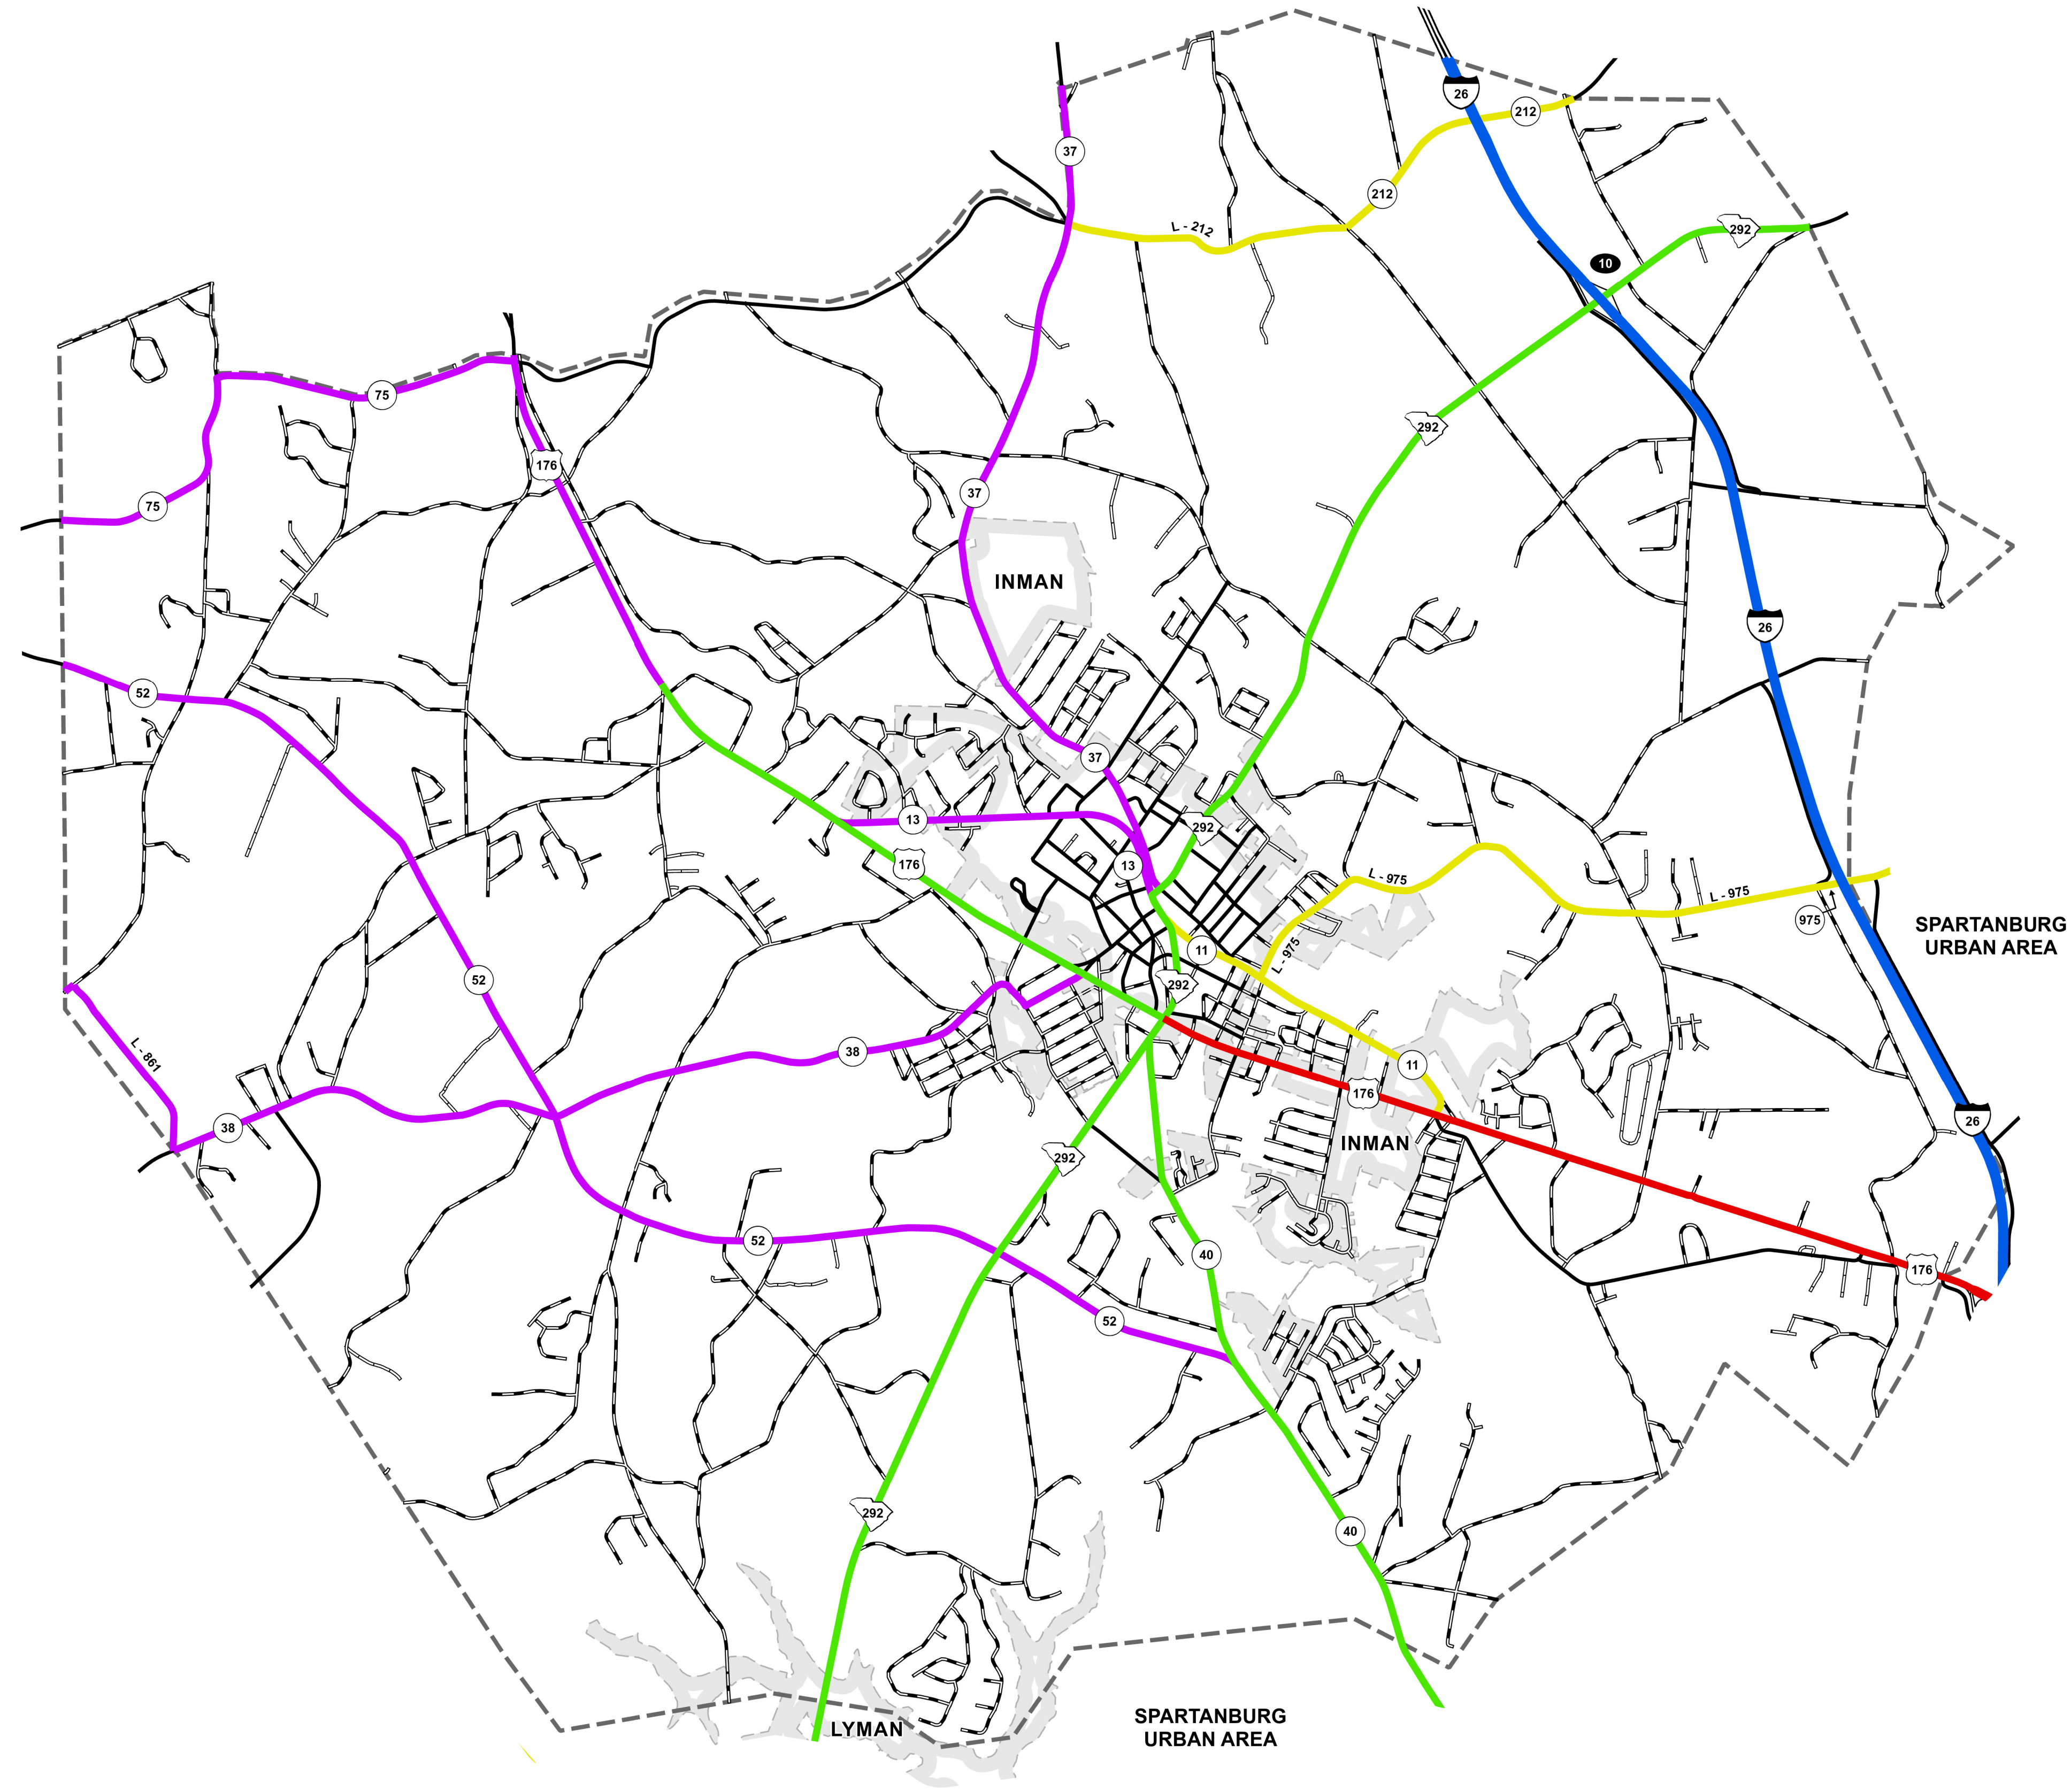 26
212
37
212
L - 212
292
10
75
292
176
37
75
INMAN
26
52
37
13
292
176
13
L - 975
L - 975
975
SPARTANBURG
URBAN AREA
11
L - 975
52
292
38
L - 861
11
176
26
38
INMAN
292
52
40
176
52
292
40
SPARTANBURG
URBAN AREA
LYMAN